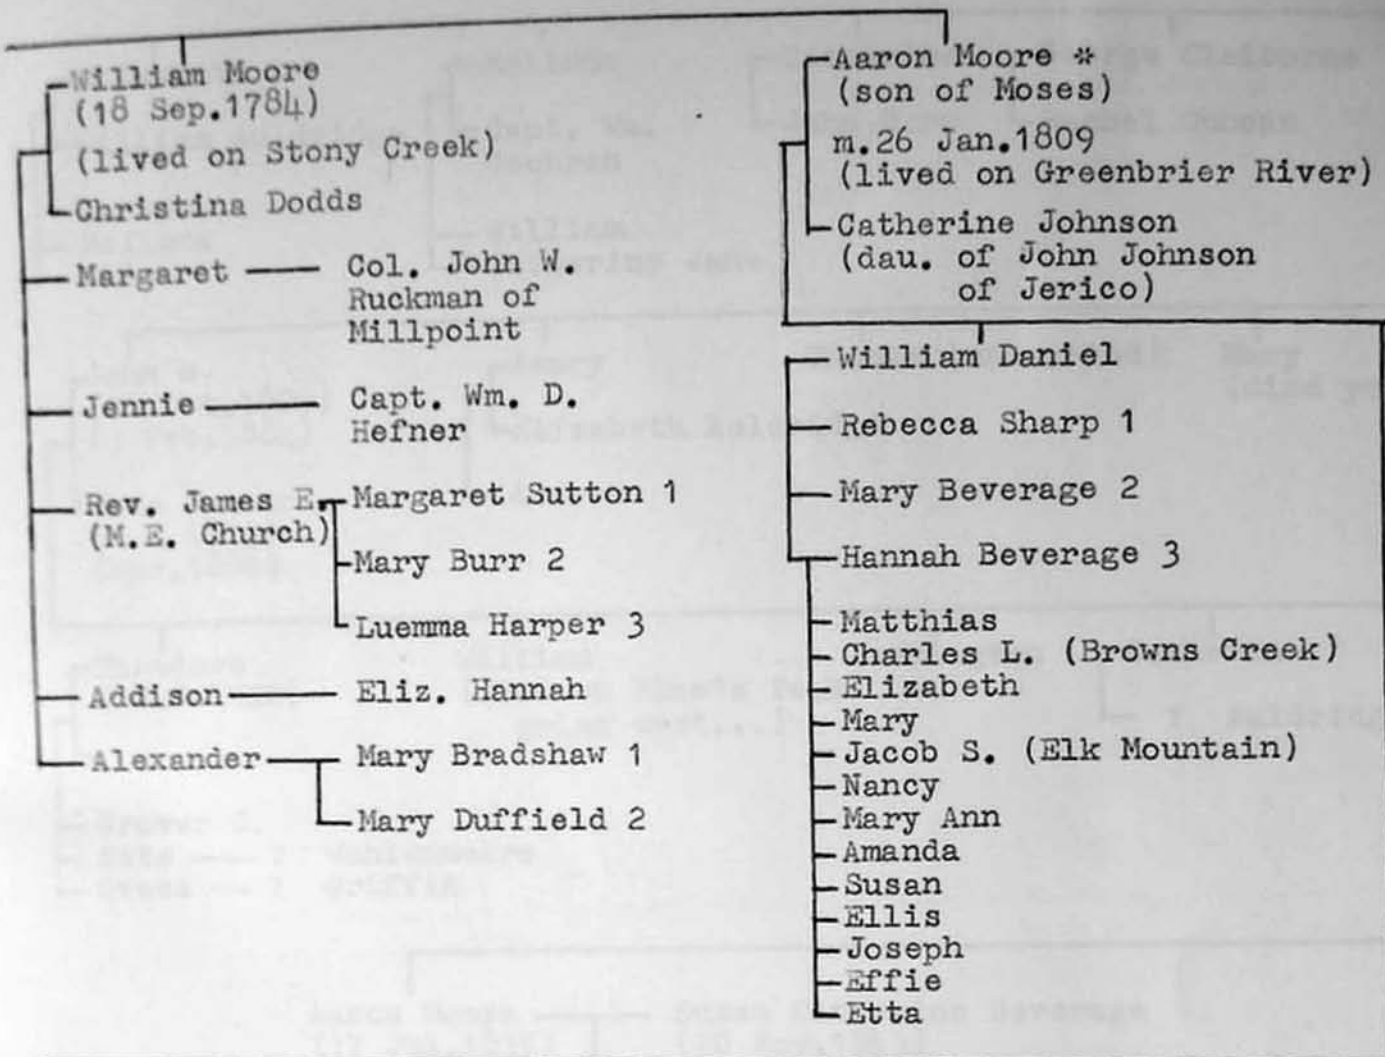 William Moore
(18 Sep.1784)
(lived on Stony Creek)
Christina Dodds
Margaret — Col. John W.
Ruckman of
Millpoint
Jennie — Capt. Wm. D.
Hefner
Rev. James E. Margaret Sutton 1
(M.E. Church)
Mary Burr 2
Luemma Harper 3
Addison — Eliz. Hannah
Alexander — Mary Bradshaw 1
Mary Duffield 2
Aaron Moore *
(son of Moses)
m.26 Jan.1809
(lived on Greenbrier River)
Catherine Johnson
(dau. of John Johnson
of Jerico)
William Daniel
Rebecca Sharp 1
Mary Beverage 2
Hannah Beverage 3
Matthias
Charles L. (Browns Creek)
Elizabeth
Mary
Jacob S. (Elk Mountain)
Nancy
Mary Ann
Amanda
Susan
Ellis
Joseph
Effie
Etta